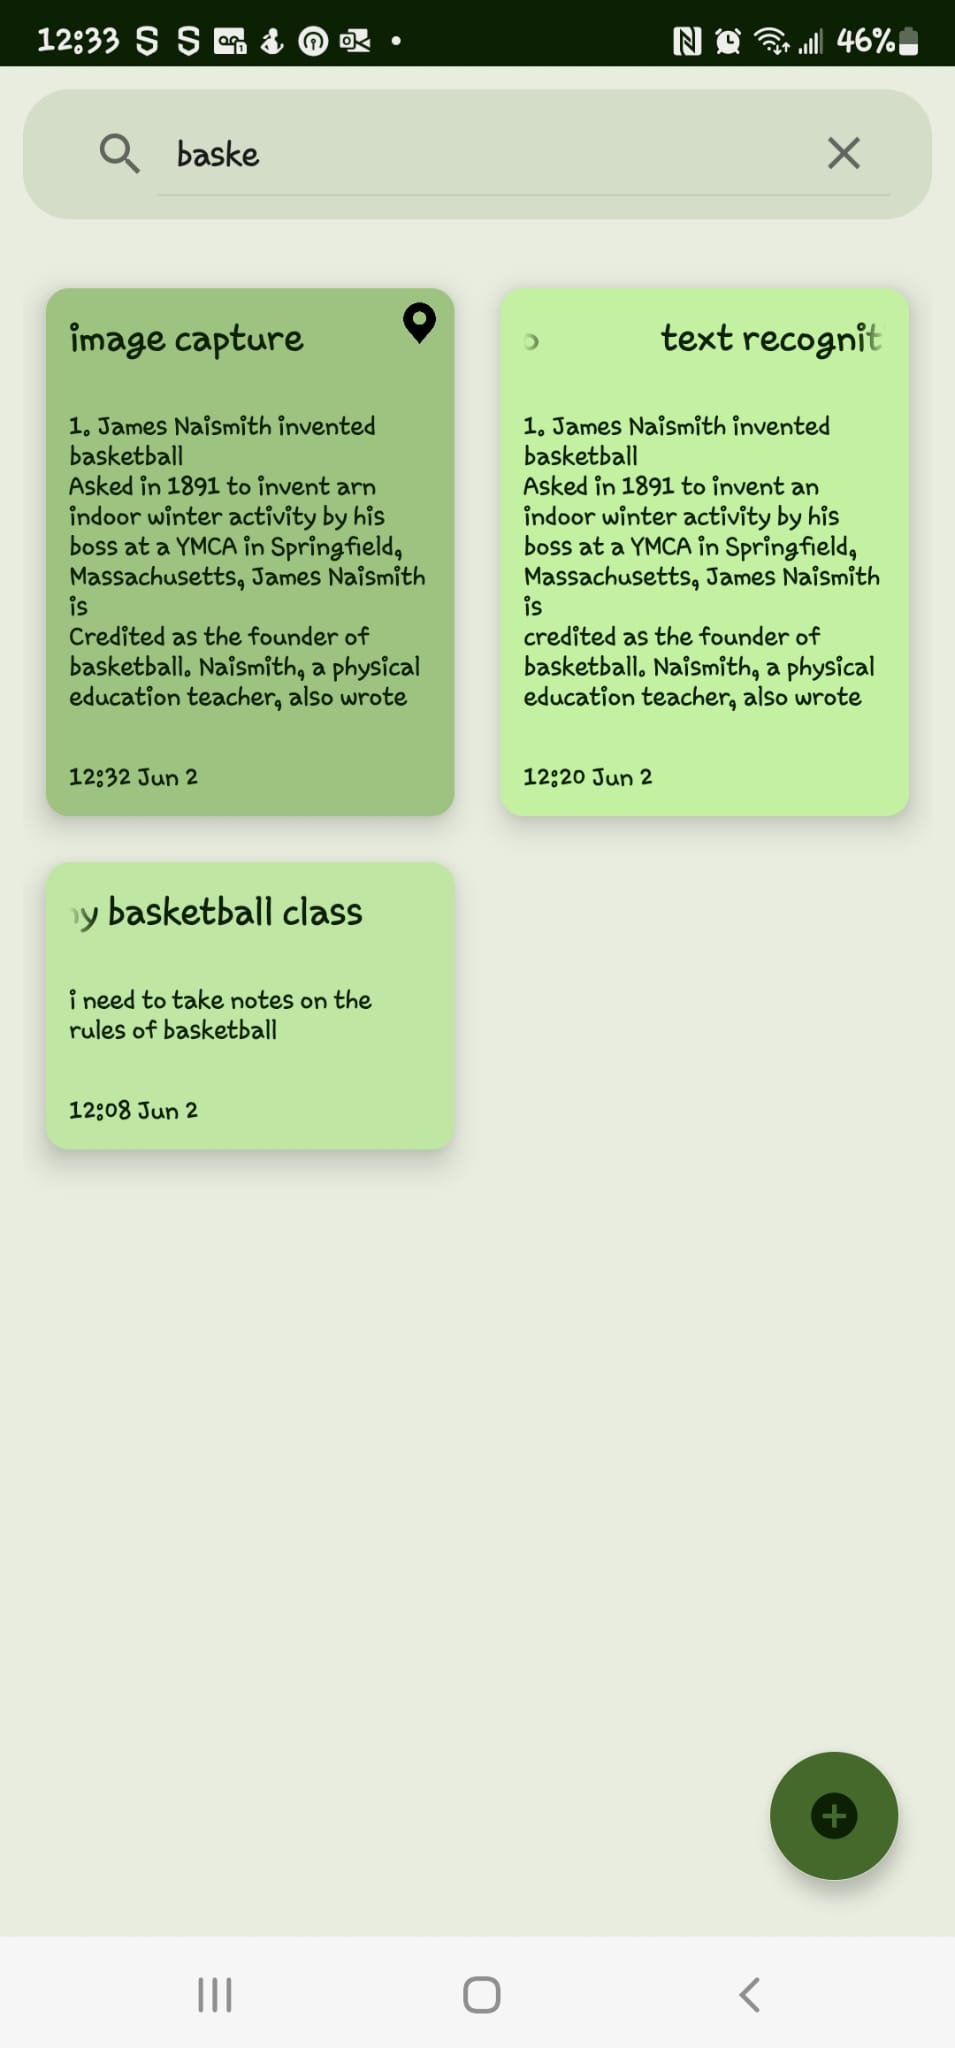 12:33
46%
baske
image capture
1. James Naismith invented
basketball
Asked in 1891 to invent arn
indoor winter activity by his
boss at a YMCA in Springfield,
Massachusetts, James Naismith
is
Credited as the founder of
basketball. Naismith, a physical
education teacher, also wrote
12:32 Jun 2
text recognit
1. James Naismith invented
basketball
Asked in 1891 to invent an
indoor winter activity by his
boss at a YMCA in Springfield,
Massachusetts, James Naismith
is
credited as the founder of
basketball. Naismith, a physical
education teacher, also wrote
12:20 Jun 2
y basketball class
i need to take notes on the
rules of basketball
12:08 Jun 2